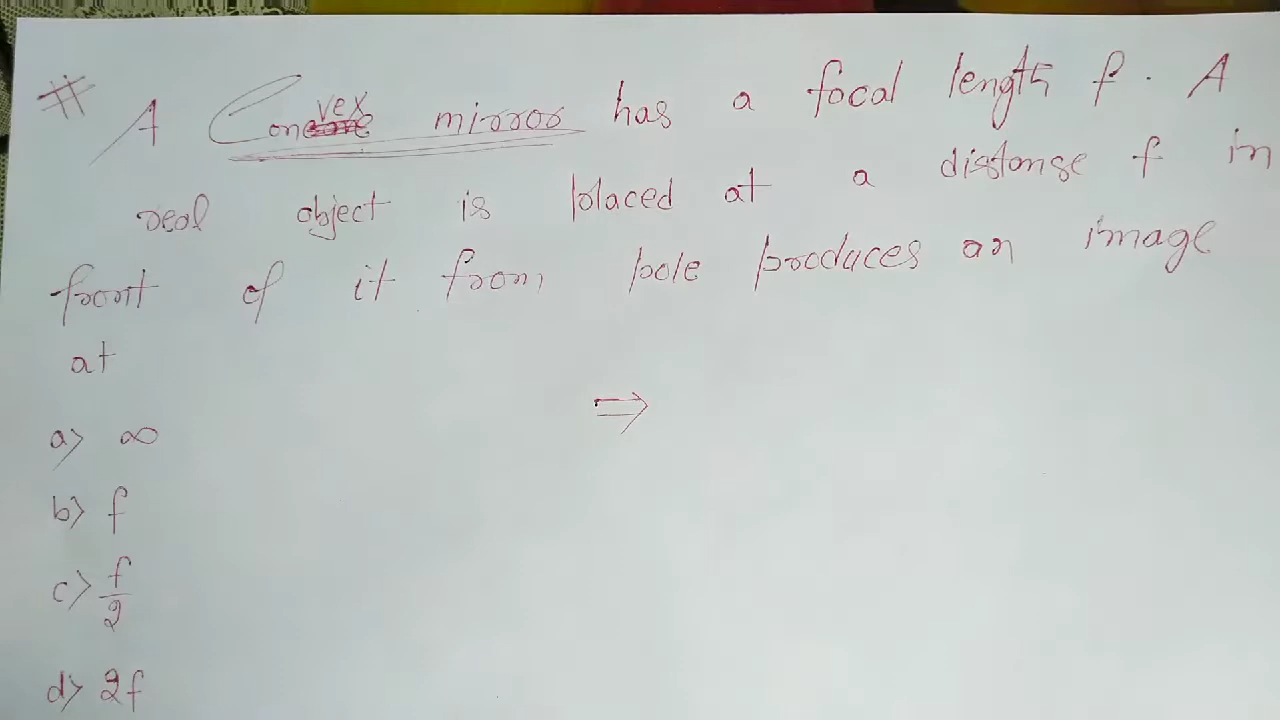 # A Convex mirror has a focal length f. A
real object is placed at a distanse f in
front of it from, pole produces an image
at
⇒
a> ∞
b> f
c> f/2
d> 2f